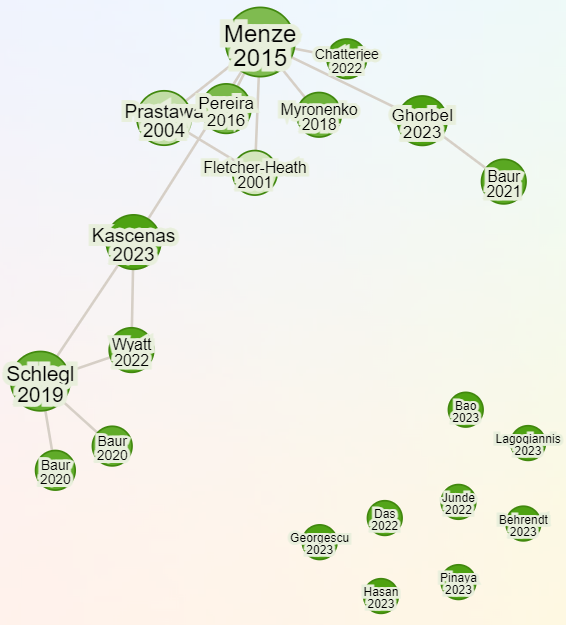 Menze
2015
Chatterjee
2022
Prastawa
2004
Pereira
2016
Myronenko
2018
Ghorbel
2023
Fletcher-Heath
2001
Baur
2021
Kascenas
2023
Wyatt
2022
Schlegl
2019
Baur
2020
Baur
2020
Bao
2023
Lagogiannis
2023
Junde
2022
Das
2022
Behrendt
2023
Georgescu
2023
Pinaya
2023
Hasan
2023